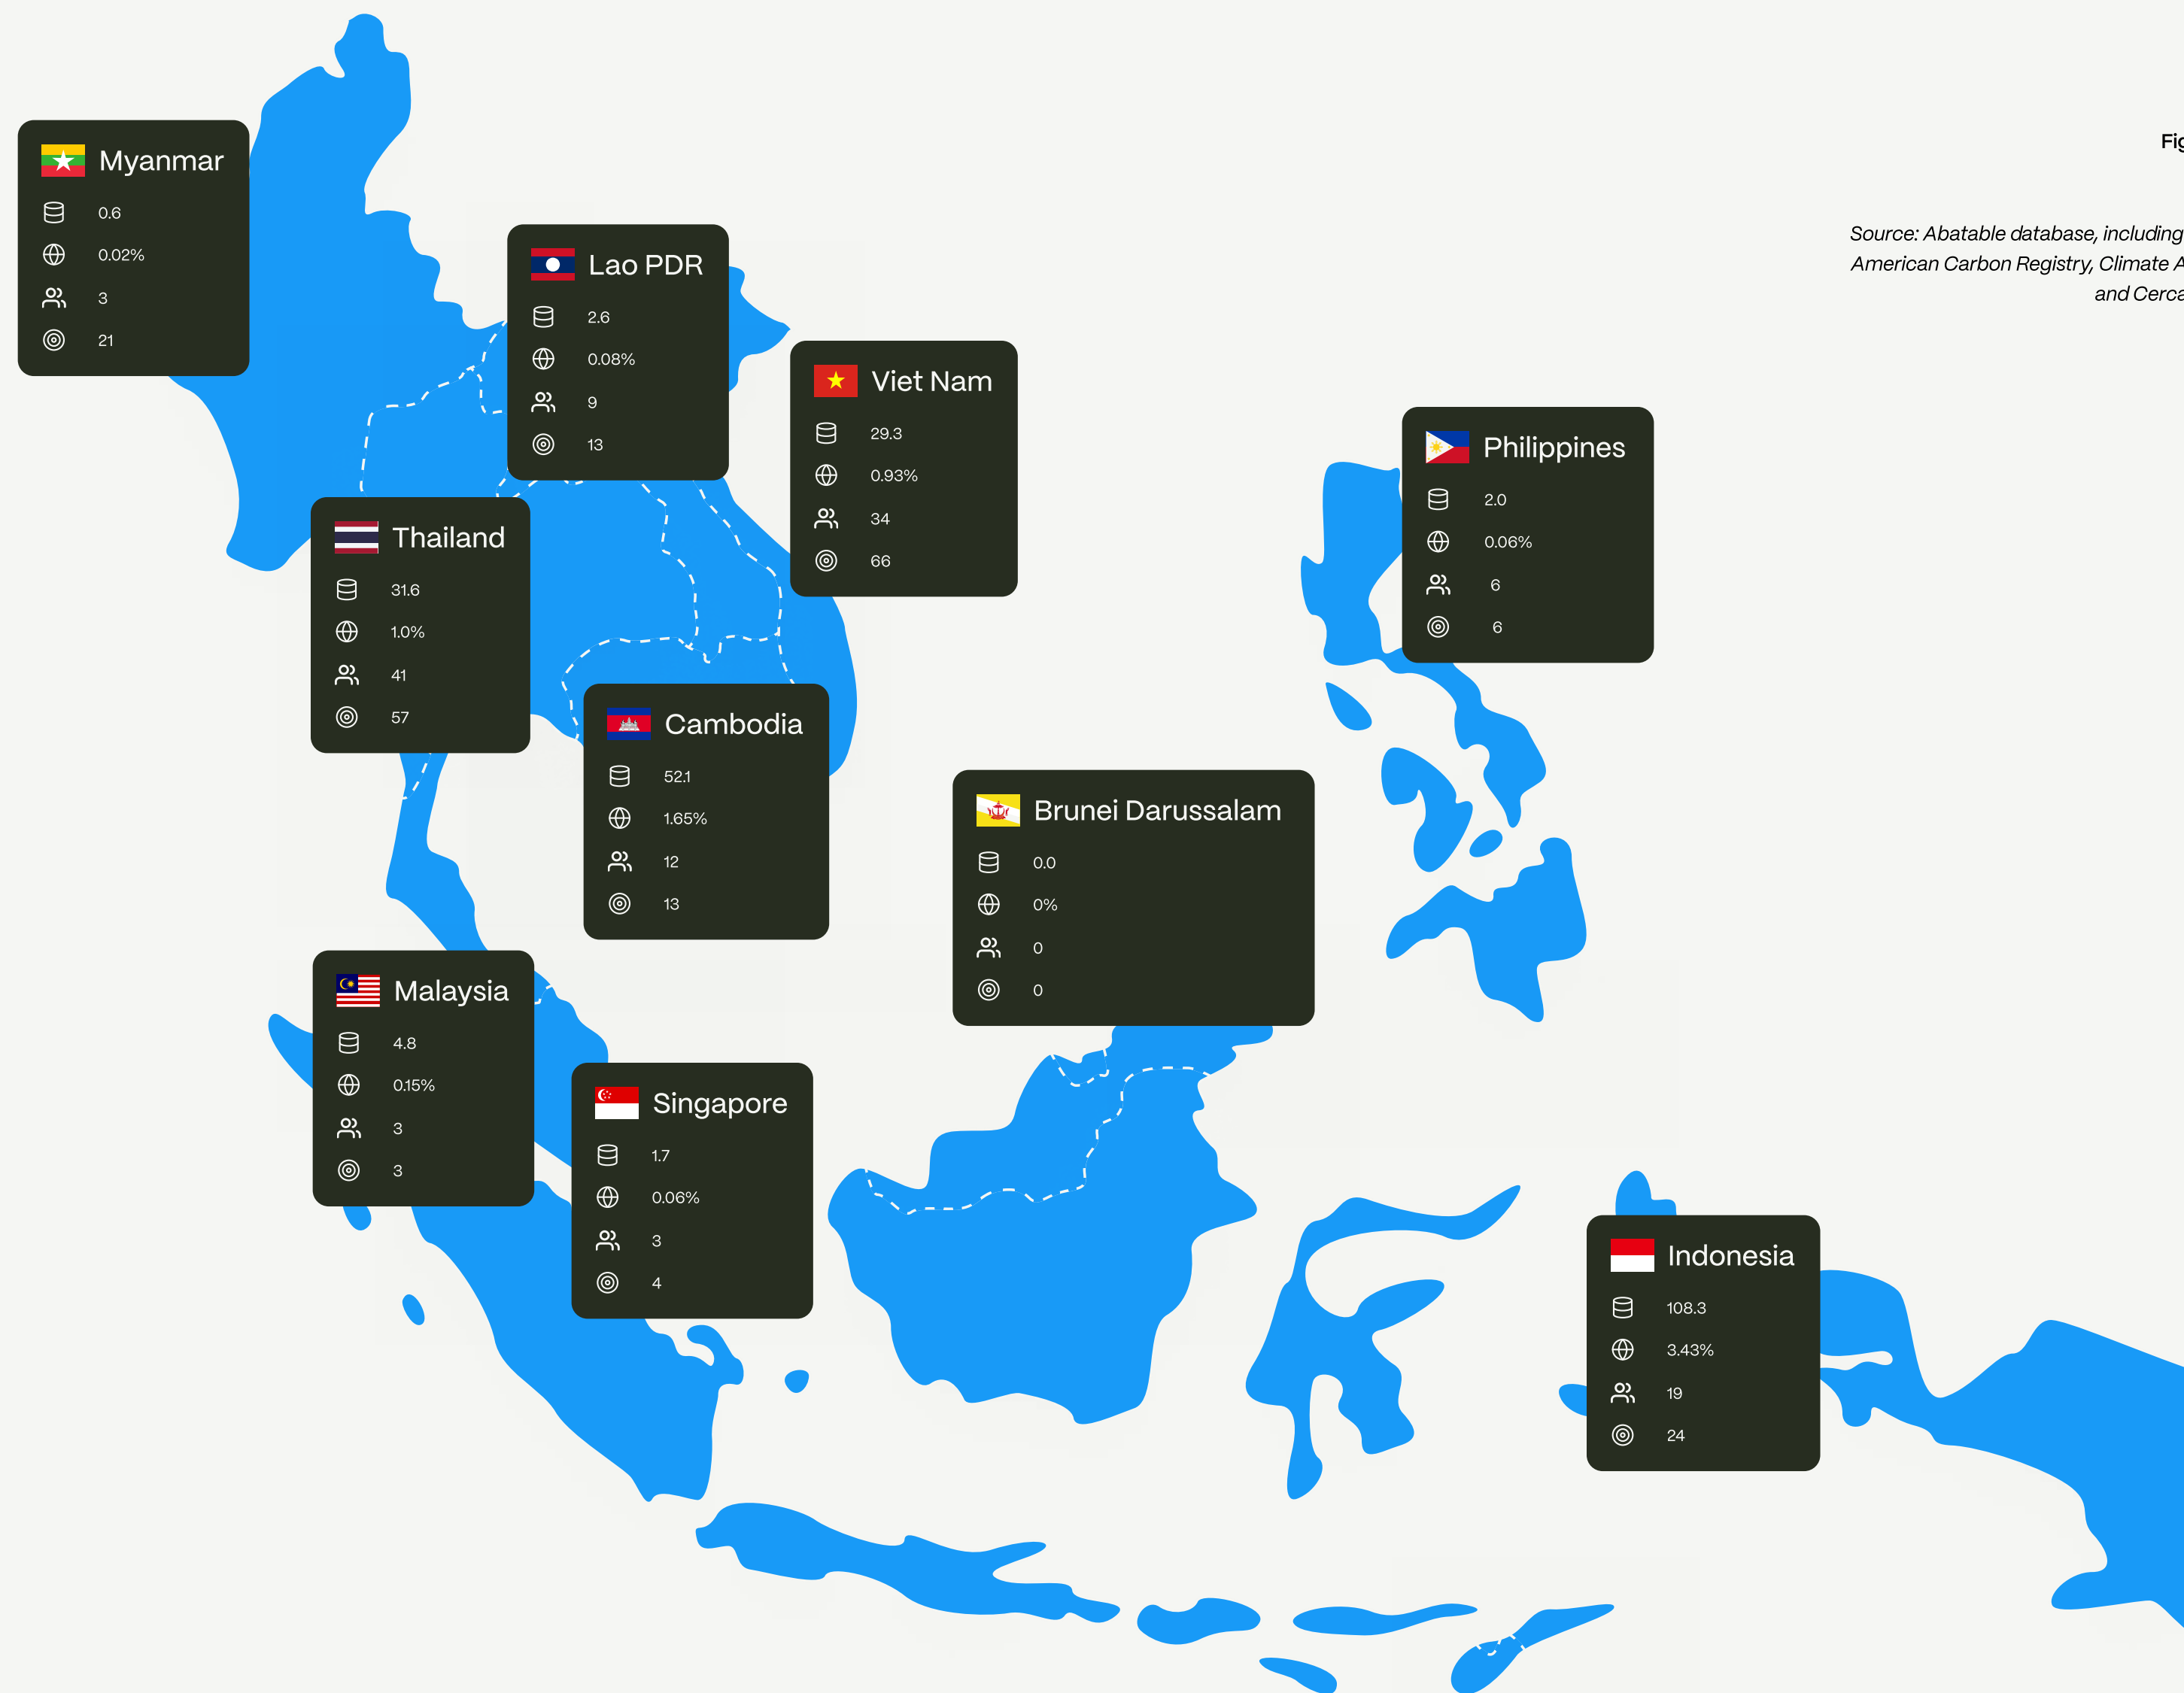 Fig
Source: Abatable database, including
American Carbon Registry, Climate A
and Cerca
Myanmar
0.6
0.02%
3
21
Lao PDR
2.6
0.08%
9
13
Viet Nam
29.3
0.93%
34
66
Philippines
2.0
0.06%
6
6
Thailand
31.6
1.0%
41
57
Cambodia
52.1
1.65%
12
13
Brunei Darussalam
0.0
0%
0
0
Malaysia
4.8
0.15%
3
3
Singapore
1.7
0.06%
3
4
Indonesia
108.3
3.43%
19
24